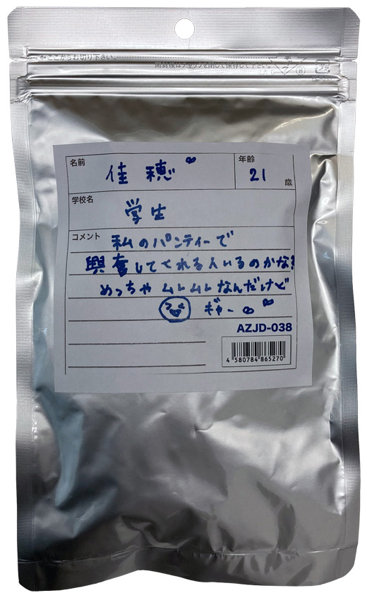 名前 佳穂 年齢 21 歳
学校名
学生
コメント 私のパンティーで
興奮してくれる人いるのかなぁ
めっちゃムレムレなんだけど
ギャー
AZJD-038
4 580784 865270